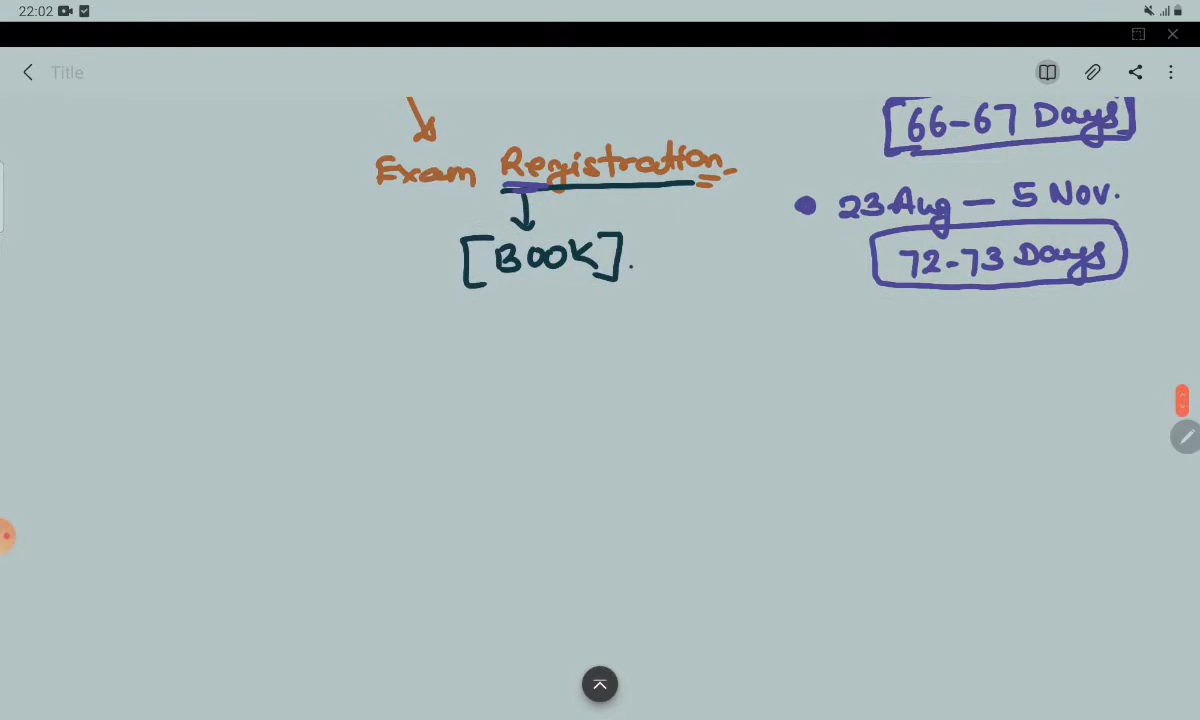 22:02
Title
[66-67 Days]
Exam Registration
• 23 Aug — 5 Nov.
[BOOK].
72-73 Days